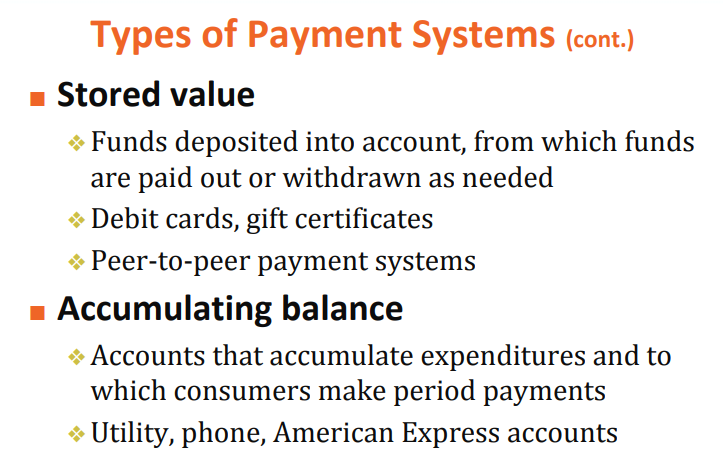 Types of Payment Systems (cont.)
Stored value
Funds deposited into account, from which funds
are paid out or withdrawn as needed
Debit cards, gift certificates
Peer-to-peer payment systems
Accumulating balance
Accounts that accumulate expenditures and to
which consumers make period payments
Utility, phone, American Express accounts